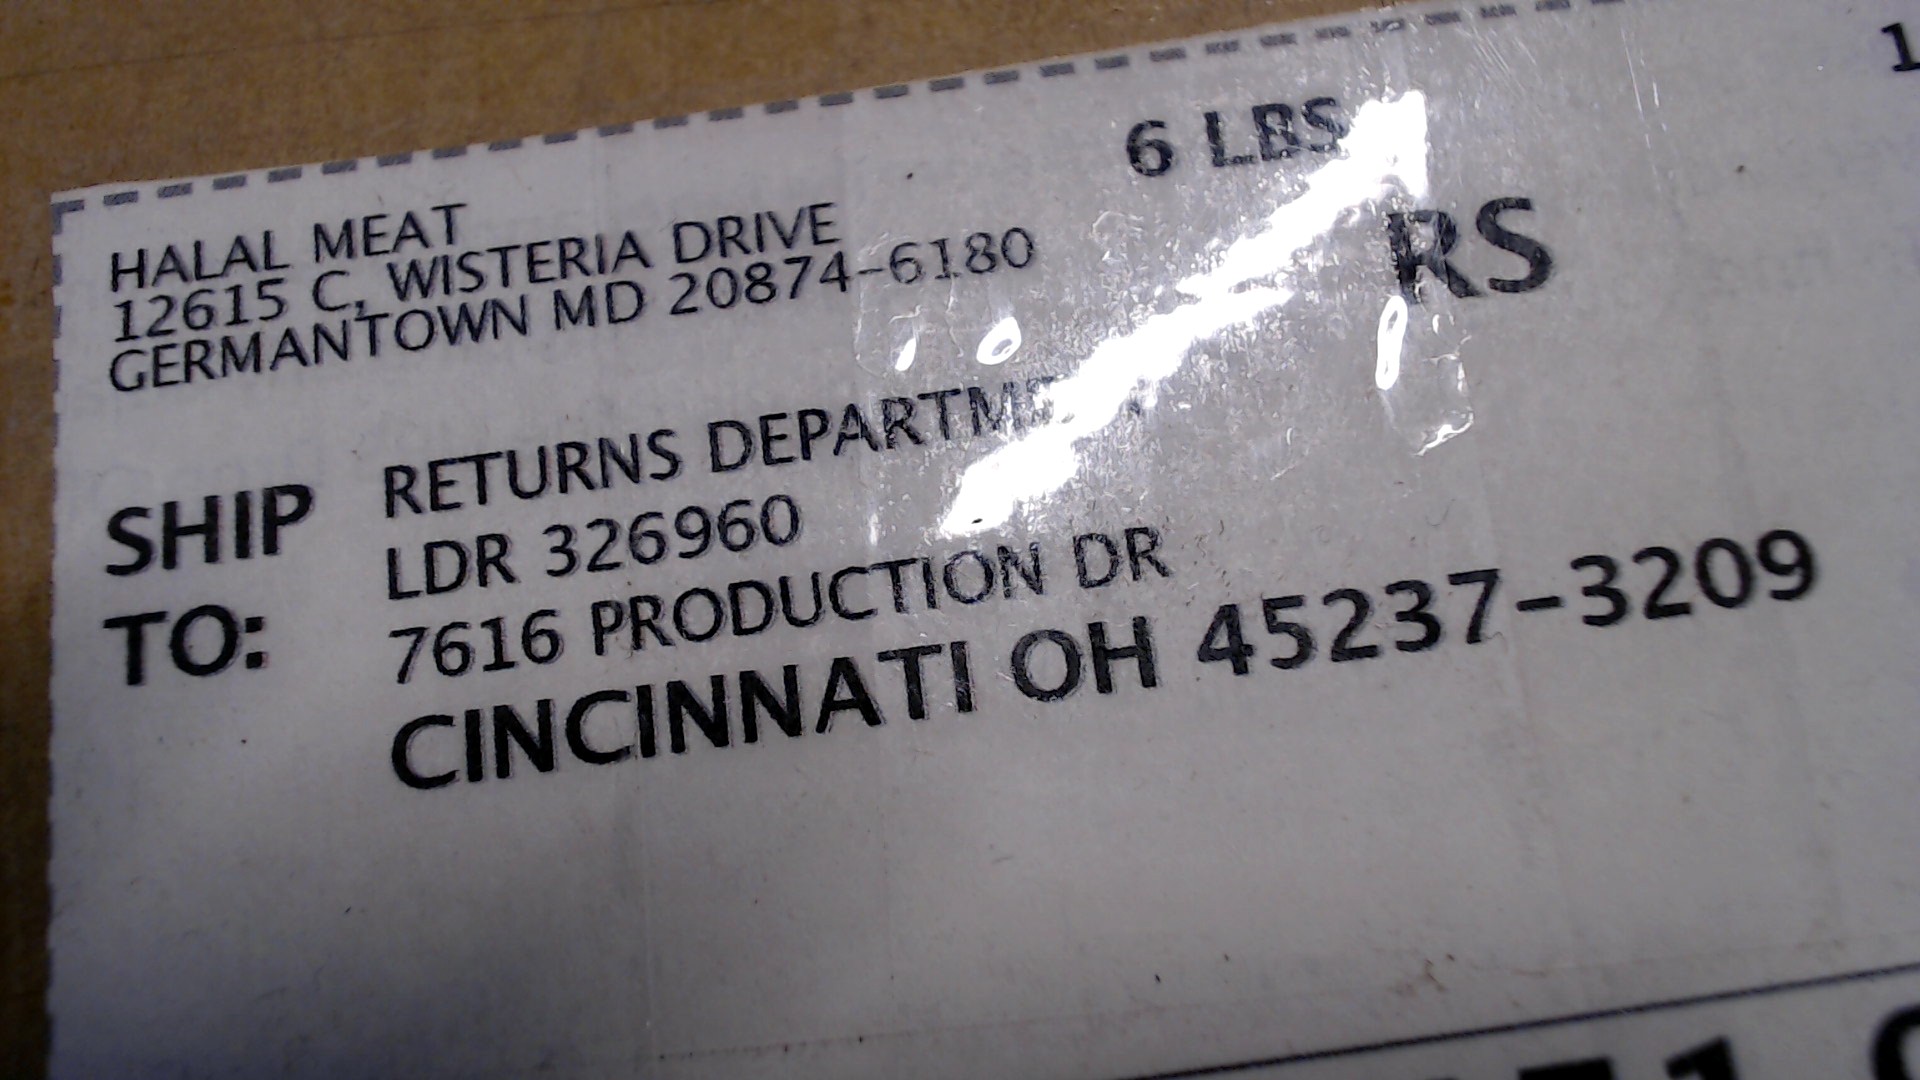 6 LBS
1
RS
HALAL MEAT
12615 C, WISTERIA DRIVE
GERMANTOWN MD 20874-6180
SHIP TO:
RETURNS
LDR 326960
7616 PRODUCTION DR
CINCINNATI OH 45237-3209